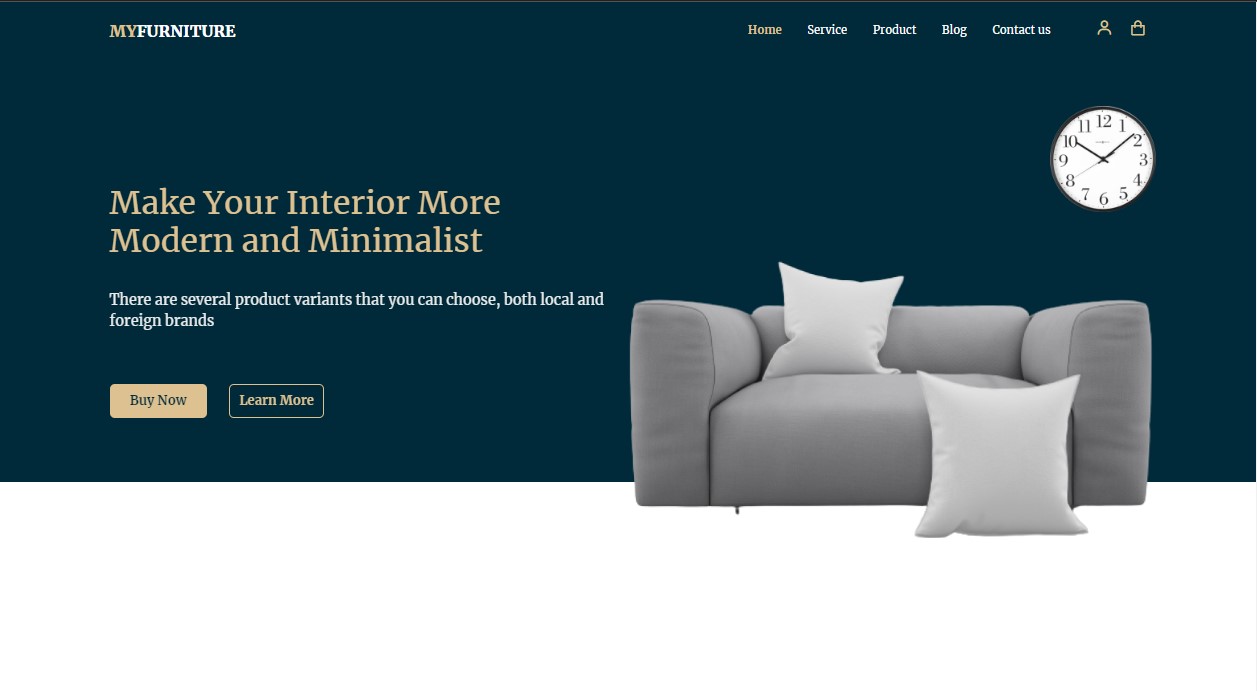 MYFURNITURE
Home Service Product Blog Contact us
12
11 1
10 2
9 3
8 4
7 5
6
Make Your Interior More
Modern and Minimalist
There are several product variants that you can choose, both local and
foreign brands
Buy Now Learn More